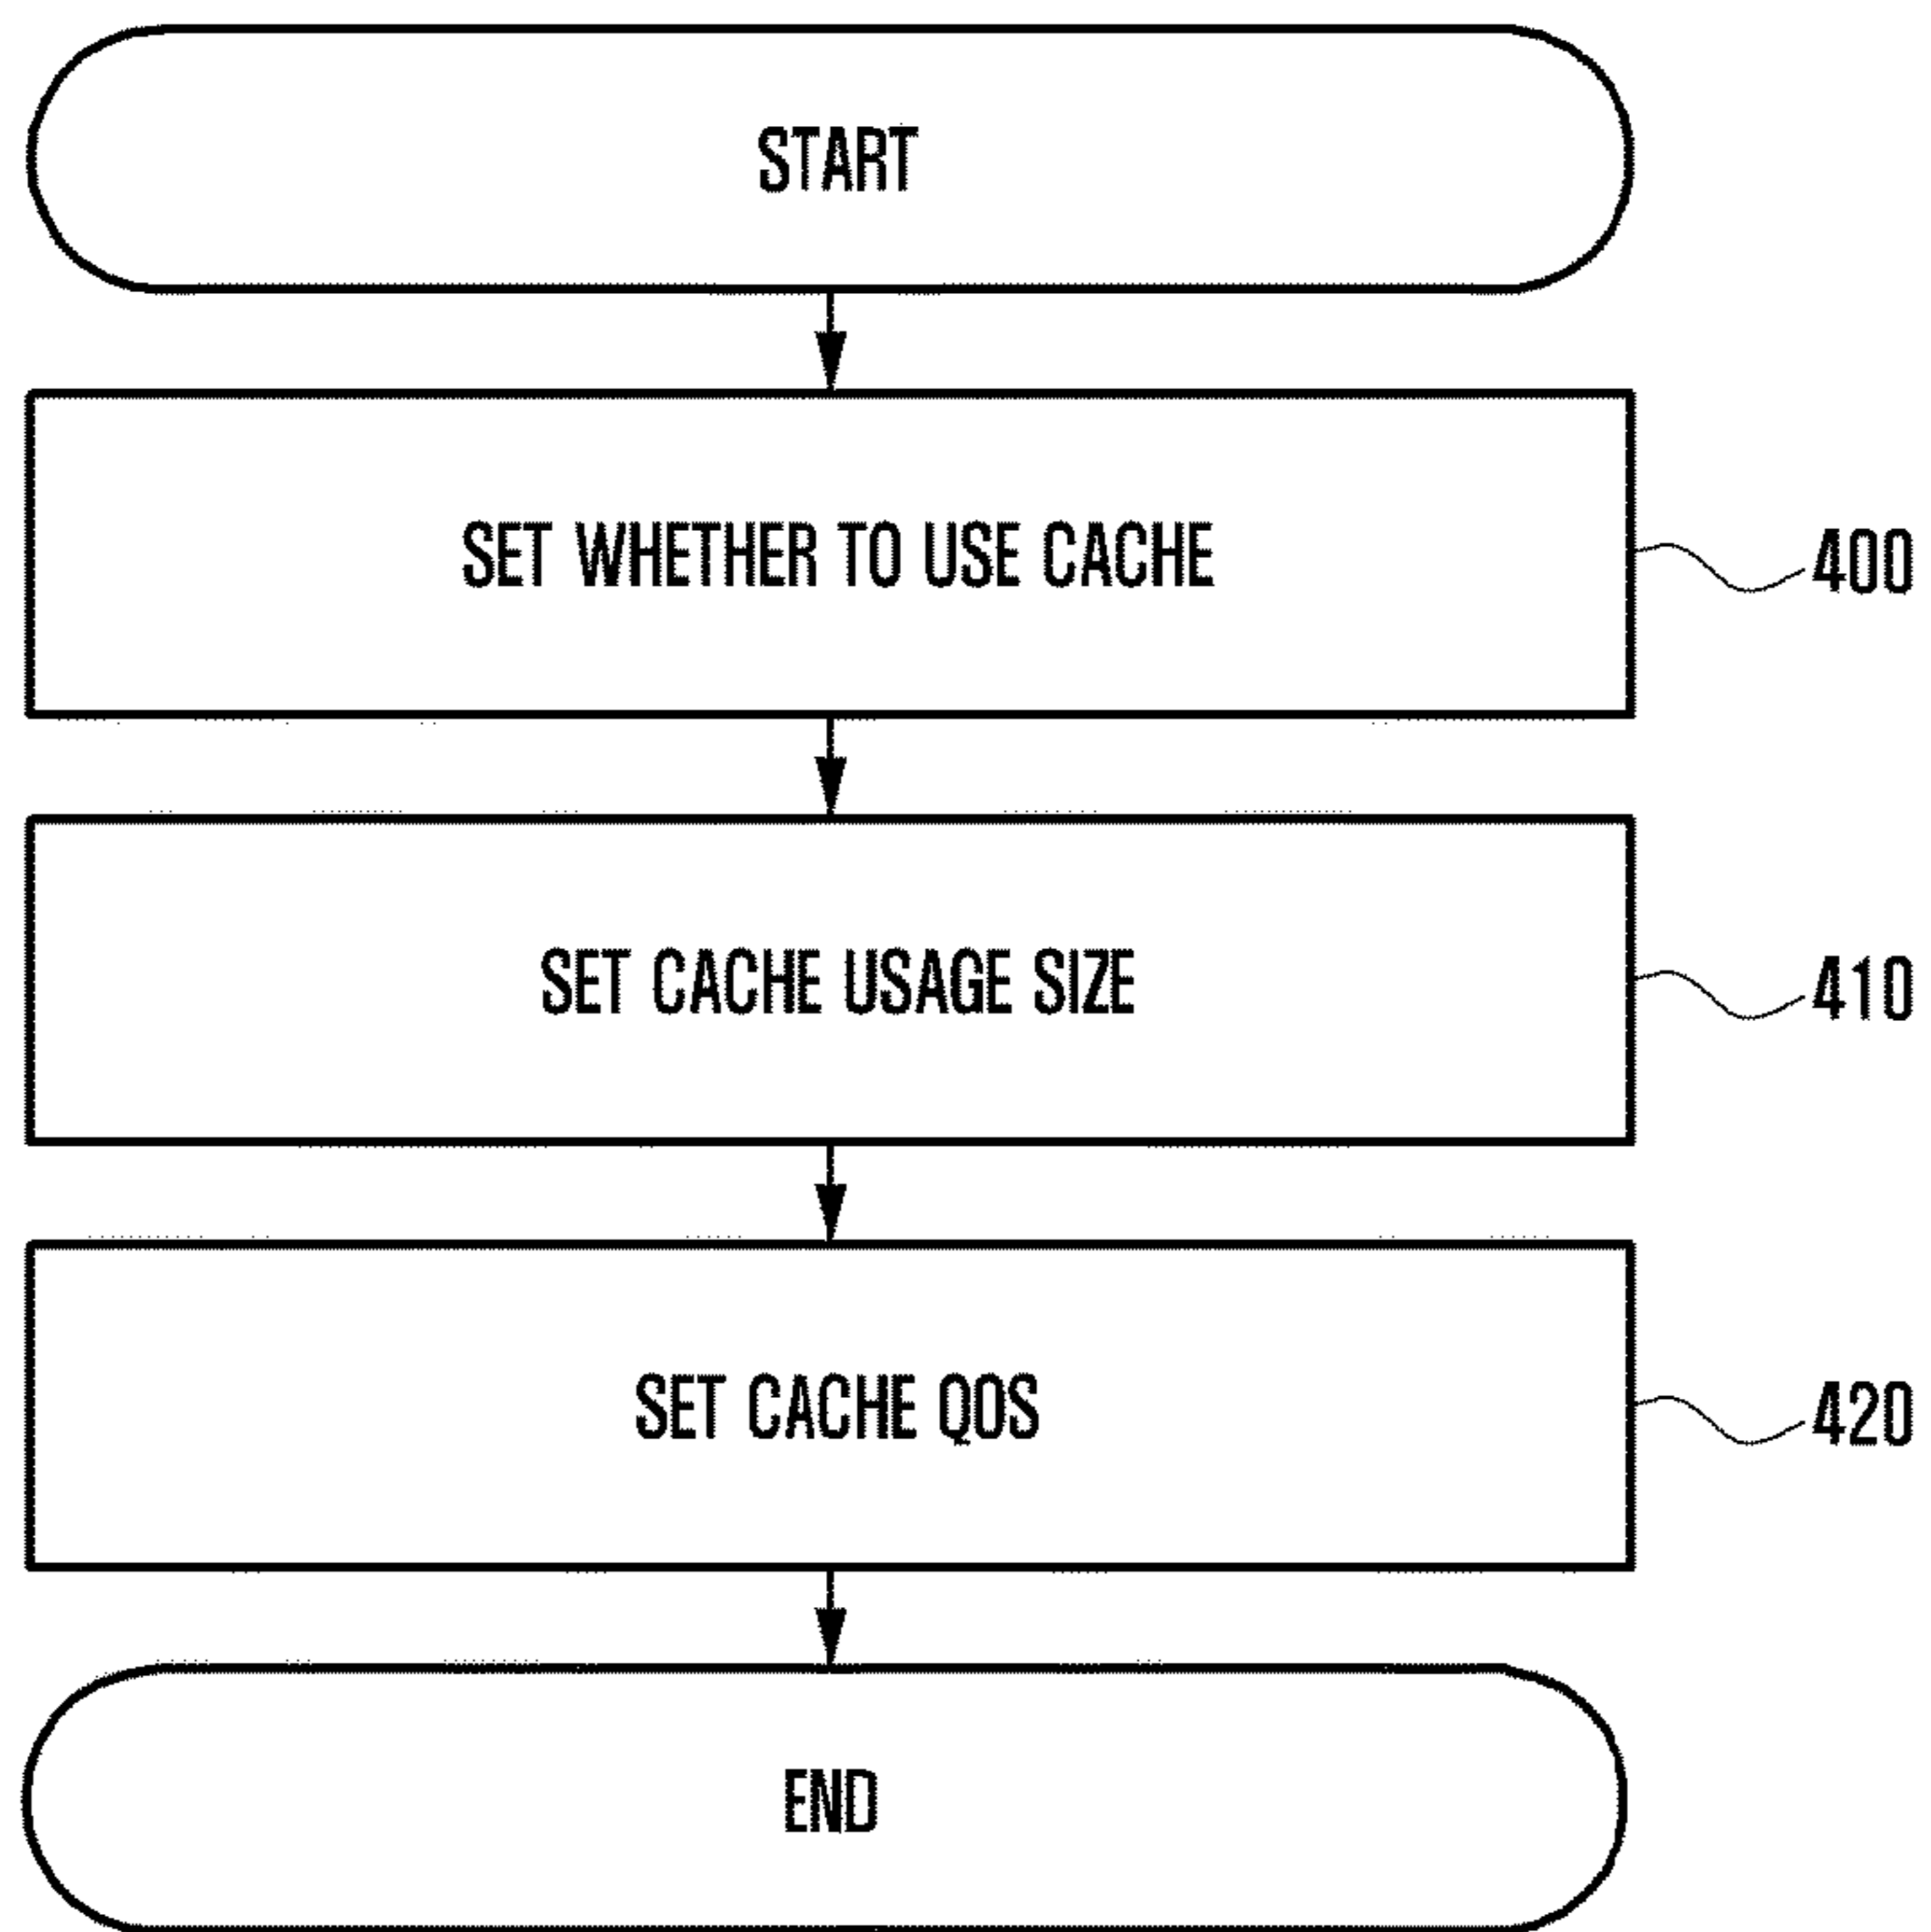 START
SET WHETHER TO USE CACHE
400
SET CACHE USAGE SIZE
410
SET CACHE QOS
420
END